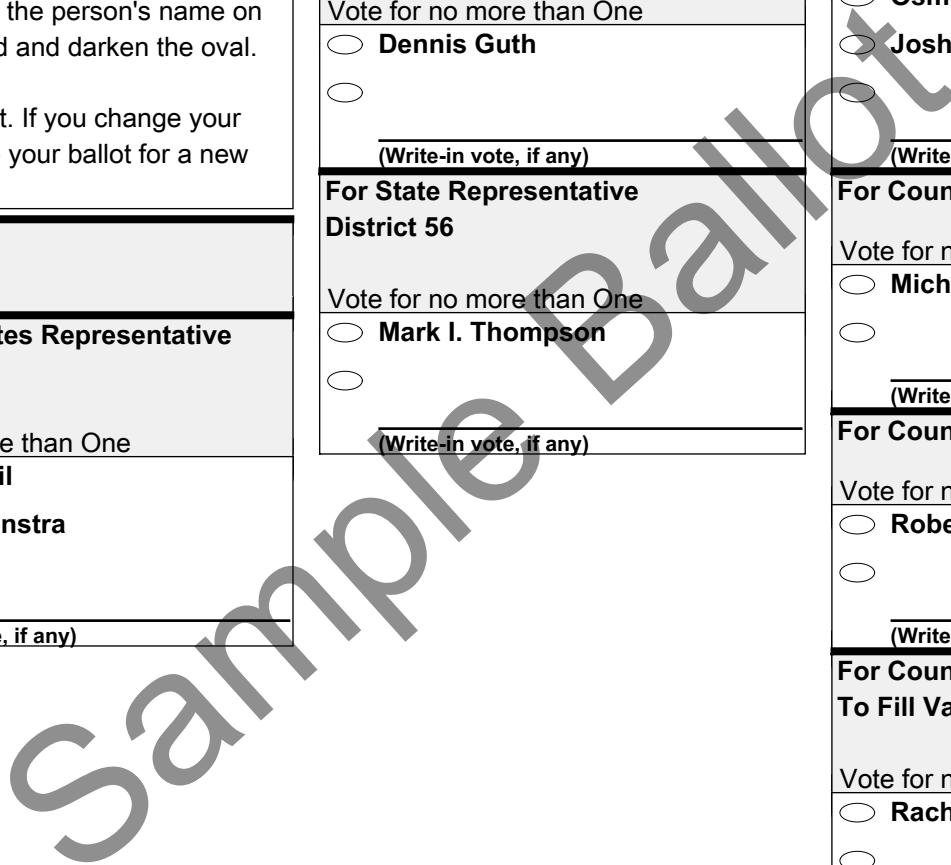 the person's name on
and darken the oval.
t. If you change your
your ballot for a new
tes Representative
e than One
il
nstra
, if any)
Vote for no more than One
Dennis Guth
(Write-in vote, if any)
For State Representative
District 56
Vote for no more than One
Mark I. Thompson
(Write-in vote, if any)
Josh
(Write
For Coun
Vote for n
Mich
(Write
For Coun
Vote for n
Robe
(Write
For Coun
To Fill Va
Vote for n
Rach
Sample Ballot